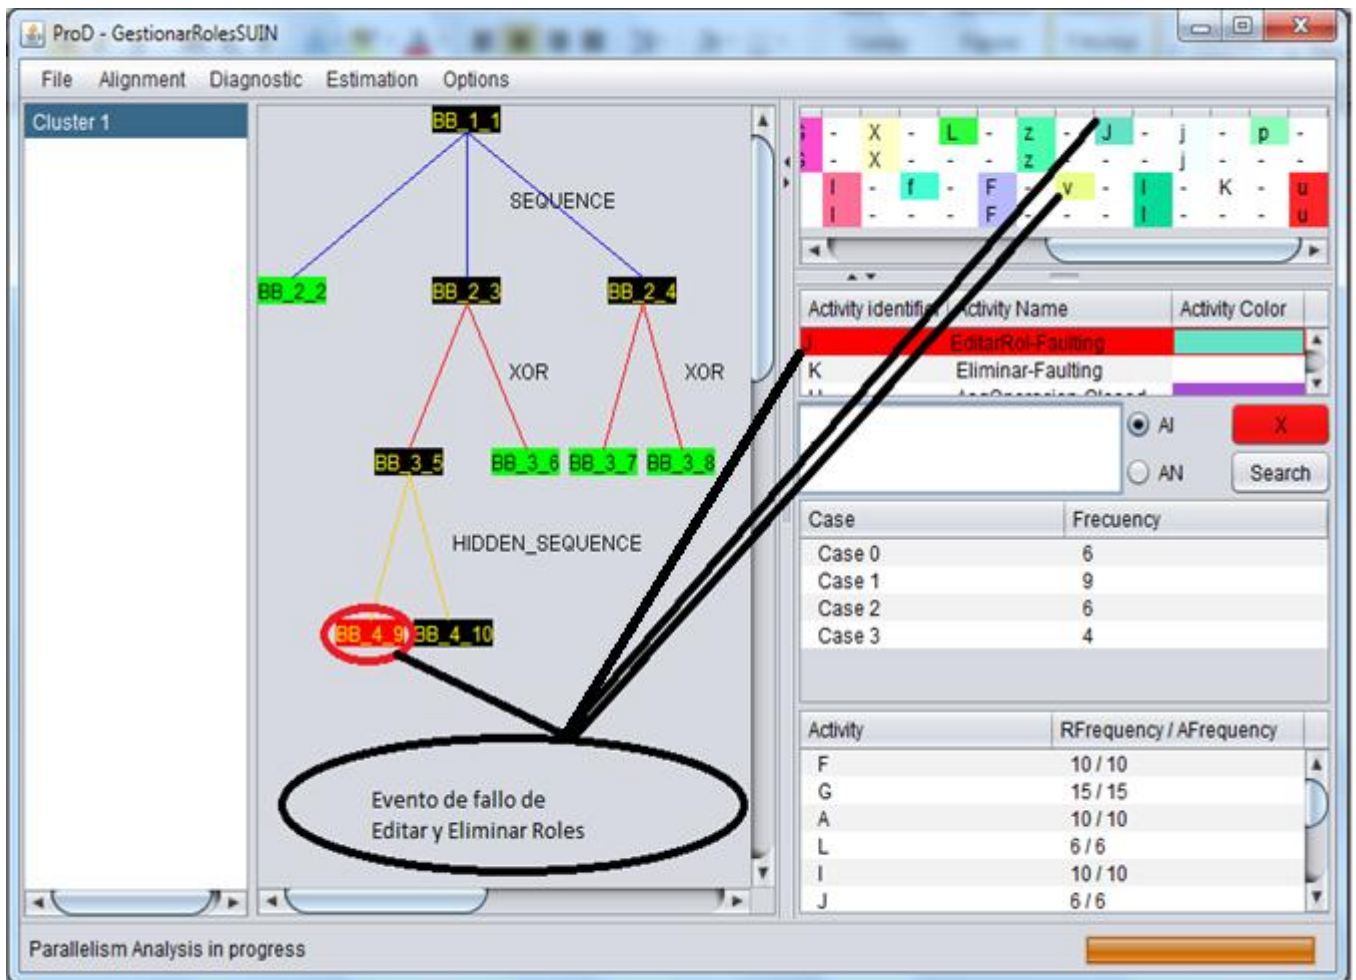 ProD - GestionarRolesSUIN
X
File Alignment Diagnostic Estimation Options
Cluster 1
BB_1_1
SEQUENCE
BB_2_2 BB_2_3 BB_2_4
XOR XOR
BB_3_5 BB_3_6 BB_3_7 BB_3_8
HIDDEN_SEQUENCE
BB_4_9 BB_4_10
Evento de fallo de
Editar y Eliminar Roles
- X - L - z - J - j - p -
- X - - - z - - - j - - -
I - f - F - v - I - K - u
I - - - F - - - I - - - u
Activity identifier Activity Name Activity Color
J EditarRol-Faulting
K Eliminar-Faulting
AI X
AN Search
Case Frecuency
Case 0 6
Case 1 9
Case 2 6
Case 3 4
Activity RFrequency / AFrequency
F 10 / 10
G 15 / 15
A 10 / 10
L 6 / 6
I 10 / 10
J 6 / 6
Parallelism Analysis in progress